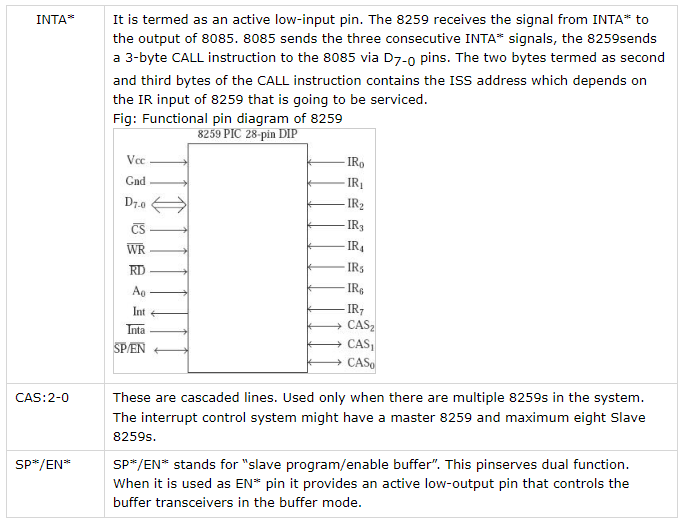 INTA*
It is termed as an active low-input pin. The 8259 receives the signal from INTA* to
the output of 8085. 8085 sends the three consecutive INTA* signals, the 8259sends
a 3-byte CALL instruction to the 8085 via D7-0 pins. The two bytes termed as second
and third bytes of the CALL instruction contains the ISS address which depends on
the IR input of 8259 that is going to be serviced.
Fig: Functional pin diagram of 8259
8259 PIC 28-pin DIP
Vcc
Gnd
D7-0
CS
WR
RD
A0
Int
Inta
SP/EN
IR0
IR1
IR2
IR3
IR4
IR5
IR6
IR7
CAS2
CAS1
CAS0
CAS:2-0
These are cascaded lines. Used only when there are multiple 8259s in the system.
The interrupt control system might have a master 8259 and maximum eight Slave
8259s.
SP*/EN*
SP*/EN* stands for “slave program/enable buffer”. This pinserves dual function.
When it is used as EN* pin it provides an active low-output pin that controls the
buffer transceivers in the buffer mode.